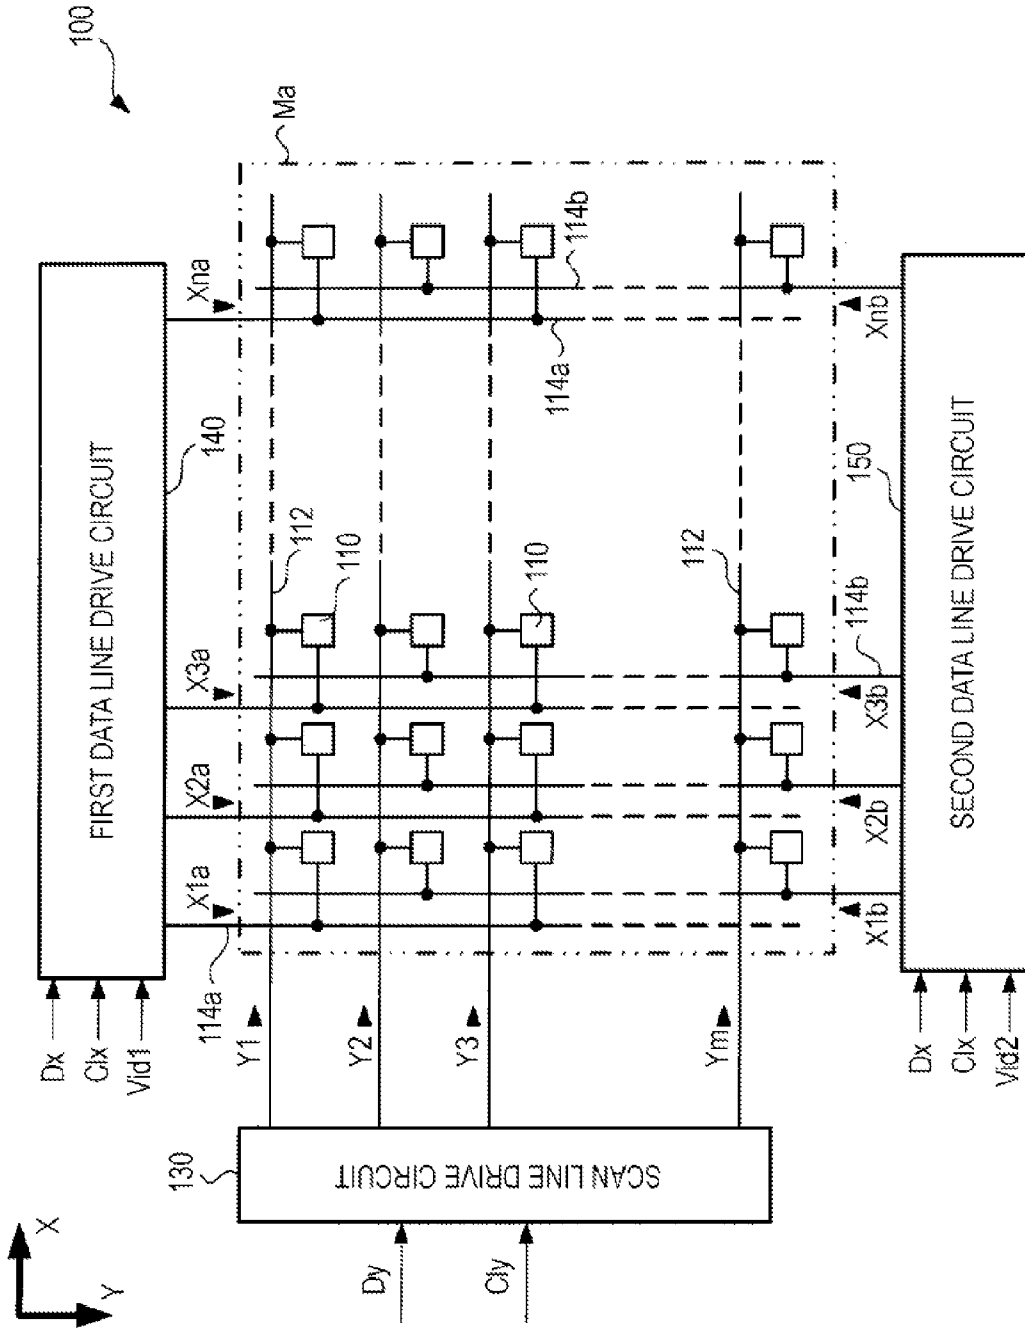 100
FIRST DATA LINE DRIVE CIRCUIT
140
Dx
Clx
Vid1
114a
X1a
X2a
X3a
Xna
Ma
112
110
110
112
114a
114b
Y1
Y2
Y3
Ym
130
SCAN LINE DRIVE CIRCUIT
Dy
Cly
X
Y
X1b
X2b
X3b
114b
Xnb
150
SECOND DATA LINE DRIVE CIRCUIT
Dx
Clx
Vid2